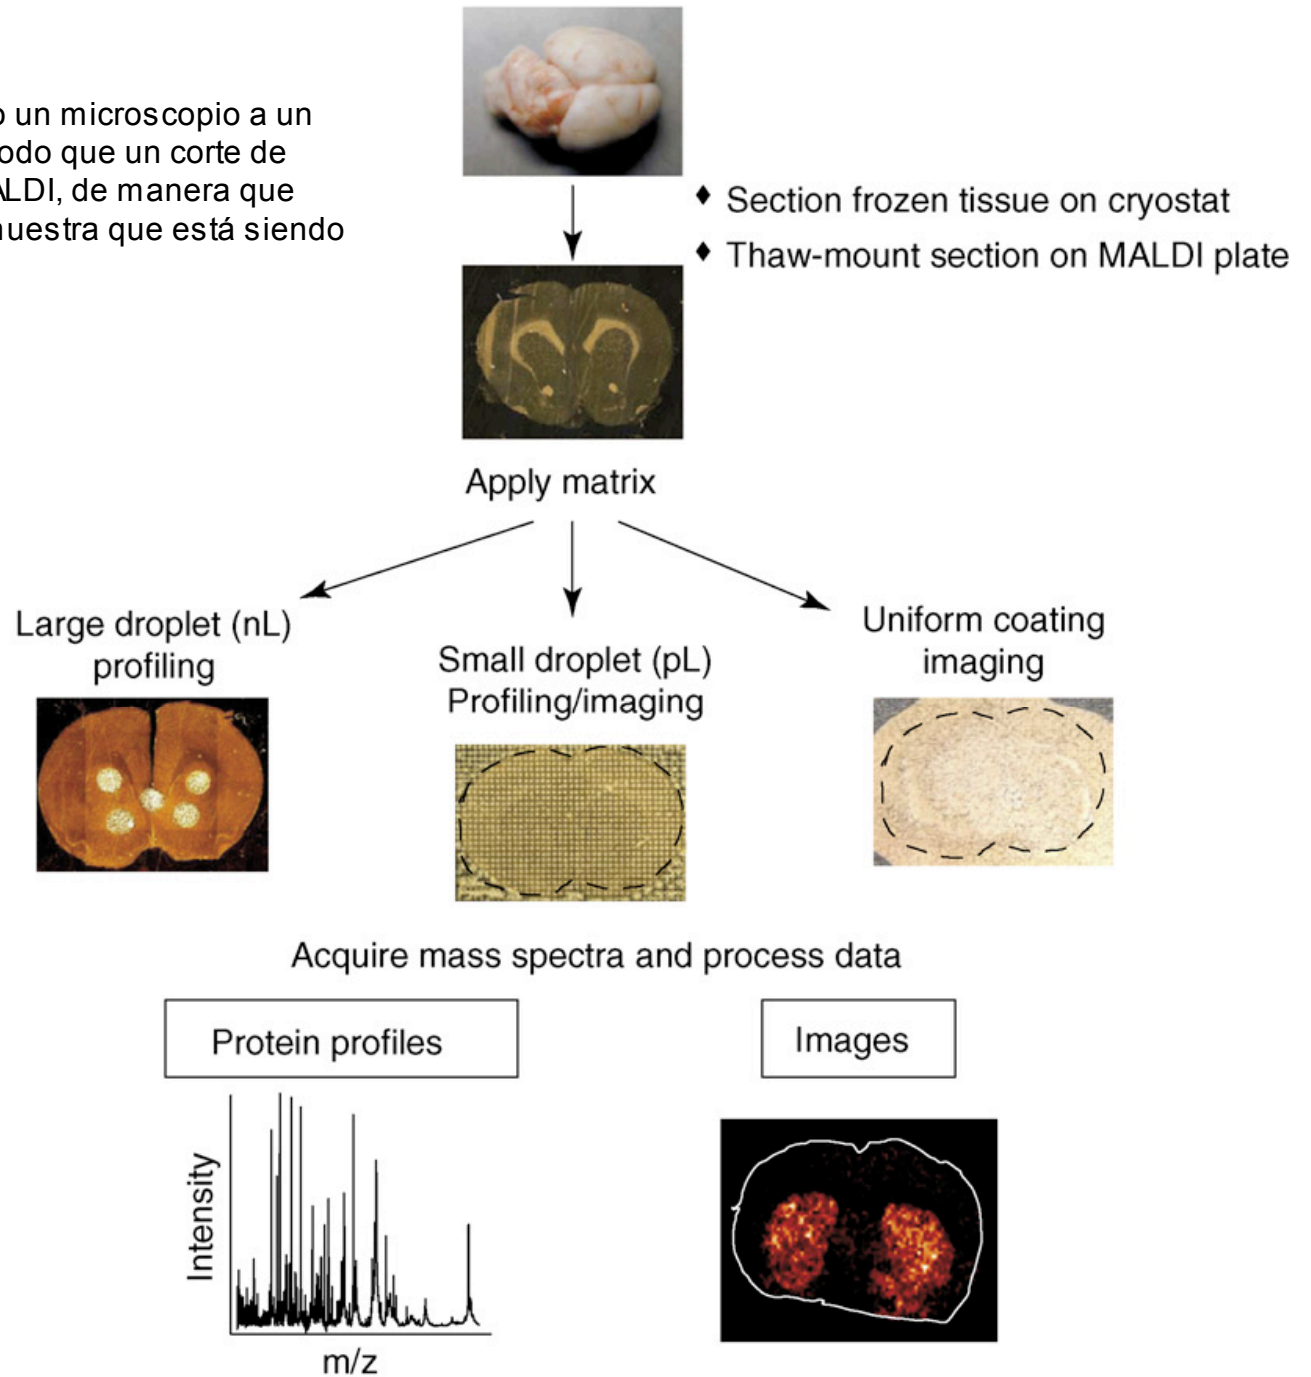 o un microscopio a un
odo que un corte de
ALDI, de manera que
nuestra que está siendo
♦ Section frozen tissue on cryostat
♦ Thaw-mount section on MALDI plate
Apply matrix
Large droplet (nL)
profiling
Small droplet (pL)
Profiling/imaging
Uniform coating
imaging
Acquire mass spectra and process data
Protein profiles
Images
Intensity
m/z